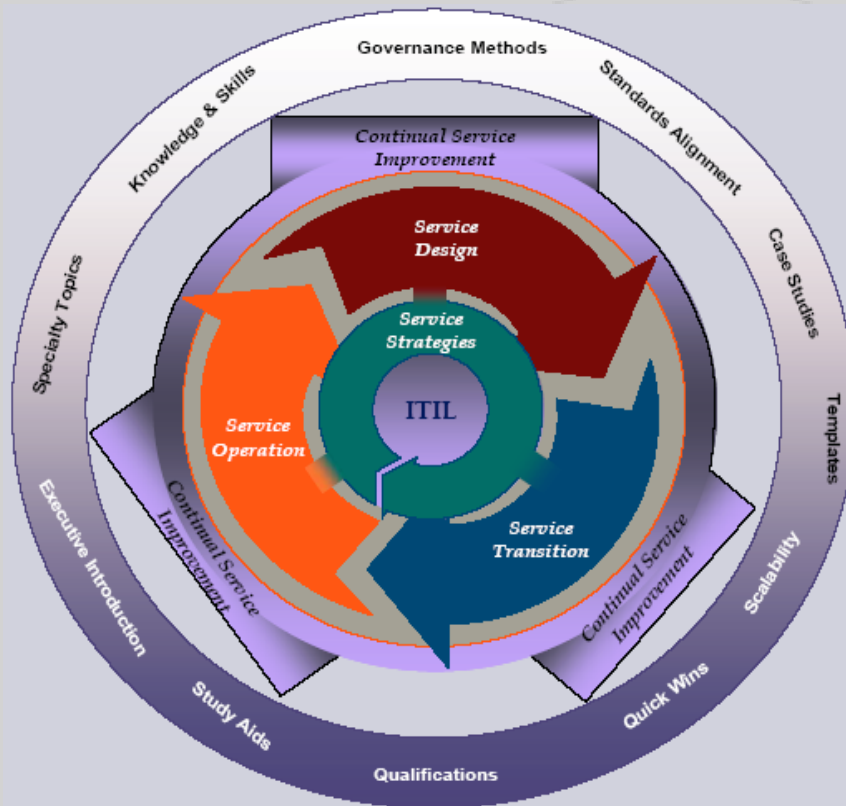 Governance Methods
Standards Alignment
Case Studies
Templates
Scalability
Quick Wins
Qualifications
Study Aids
Executive Introduction
Specialty Topics
Knowledge & Skills
Continual Service
Improvement
Service
Design
Service
Strategies
ITIL
Service
Operation
Service
Transition
Continual Service
Improvement
Continual Service
Improvement